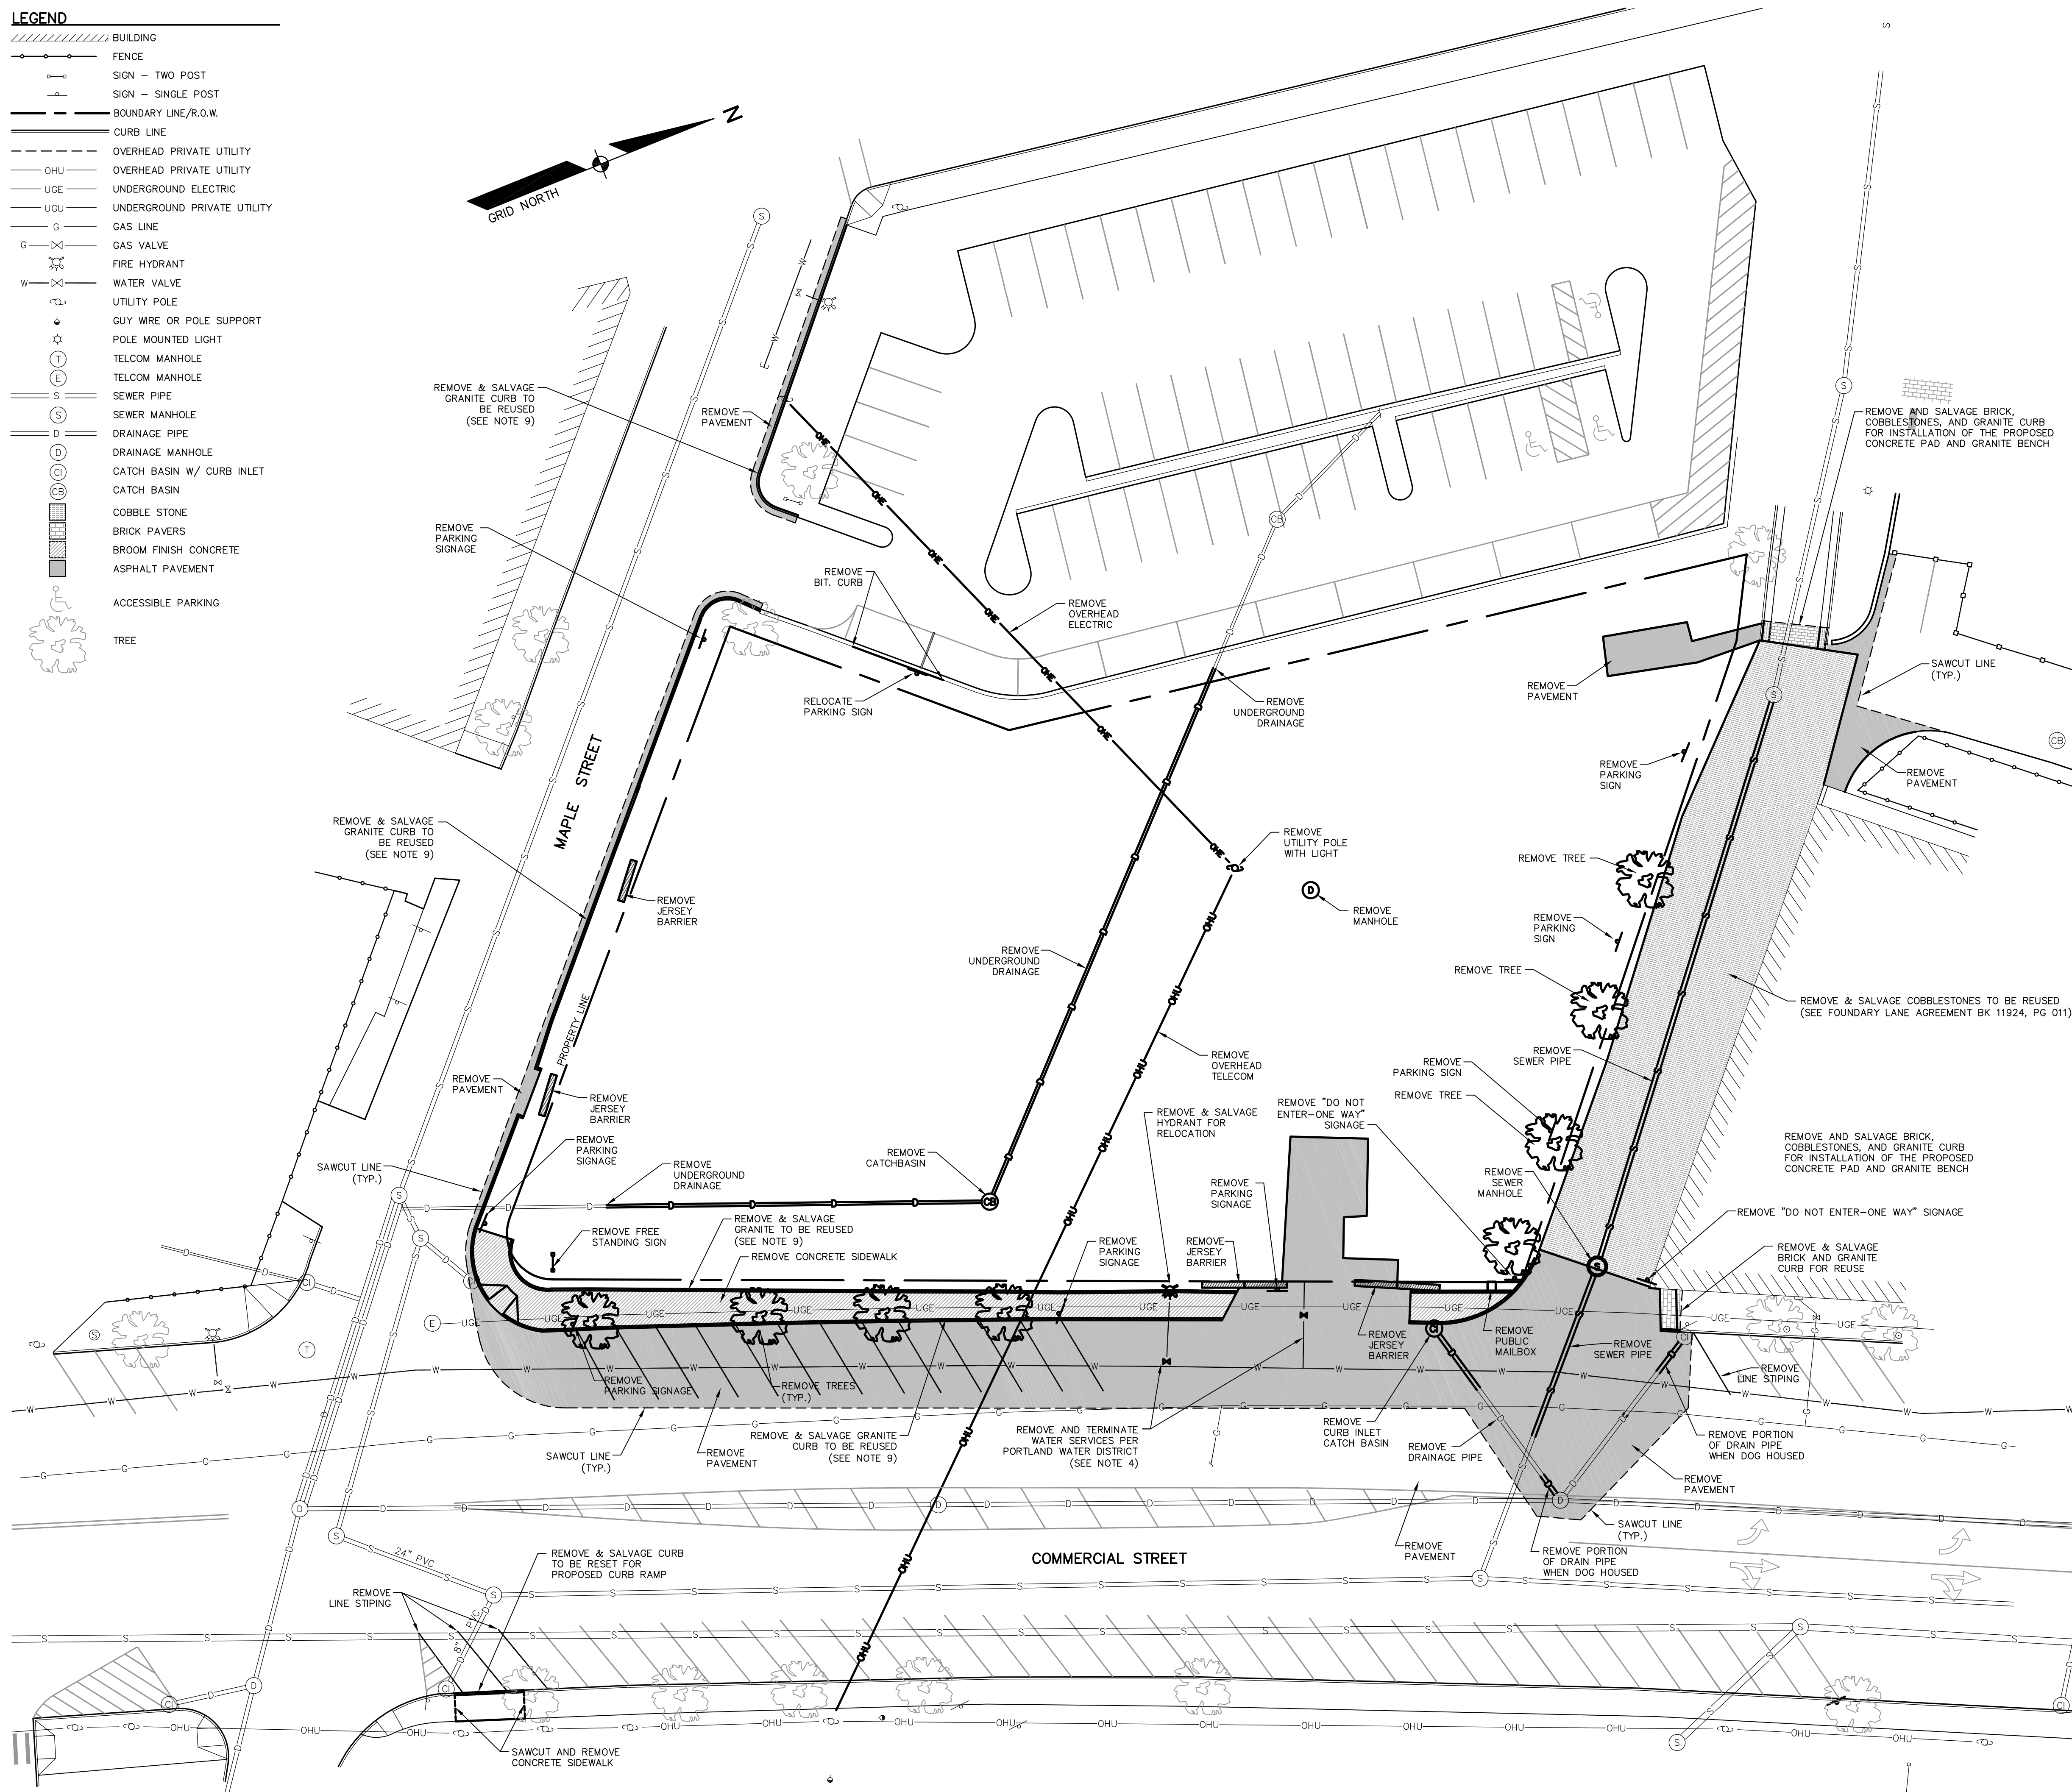 LEGEND
BUILDING
FENCE
SIGN – TWO POST
SIGN – SINGLE POST
BOUNDARY LINE/R.O.W.
CURB LINE
OVERHEAD PRIVATE UTILITY
OHU
OVERHEAD PRIVATE UTILITY
UGE
UNDERGROUND ELECTRIC
UGU
UNDERGROUND PRIVATE UTILITY
G
GAS LINE
G
GAS VALVE
FIRE HYDRANT
W
WATER VALVE
UTILITY POLE
GUY WIRE OR POLE SUPPORT
POLE MOUNTED LIGHT
T
TELCOM MANHOLE
E
TELCOM MANHOLE
S
SEWER PIPE
S
SEWER MANHOLE
D
DRAINAGE PIPE
D
DRAINAGE MANHOLE
CI
CATCH BASIN W/ CURB INLET
CB
CATCH BASIN
COBBLE STONE
BRICK PAVERS
BROOM FINISH CONCRETE
ASPHALT PAVEMENT
ACCESSIBLE PARKING
TREE
N
GRID NORTH
REMOVE & SALVAGE
GRANITE CURB TO
BE REUSED
(SEE NOTE 9)
REMOVE
PAVEMENT
REMOVE AND SALVAGE BRICK,
COBBLESTONES, AND GRANITE CURB
FOR INSTALLATION OF THE PROPOSED
CONCRETE PAD AND GRANITE BENCH
REMOVE
PARKING
SIGNAGE
REMOVE
BIT. CURB
REMOVE
OVERHEAD
ELECTRIC
RELOCATE
PARKING SIGN
REMOVE
UNDERGROUND
DRAINAGE
REMOVE
PAVEMENT
SAWCUT LINE
(TYP.)
REMOVE
PARKING
SIGN
REMOVE
PAVEMENT
MAPLE STREET
REMOVE & SALVAGE
GRANITE CURB TO
BE REUSED
(SEE NOTE 9)
REMOVE
UTILITY POLE
WITH LIGHT
REMOVE TREE
REMOVE
JERSEY
BARRIER
D
REMOVE
MANHOLE
REMOVE
PARKING
SIGN
REMOVE
UNDERGROUND
DRAINAGE
REMOVE TREE
REMOVE & SALVAGE COBBLESTONES TO BE REUSED
(SEE FOUNDARY LANE AGREEMENT BK 11924, PG 011)
PROPERTY LINE
REMOVE
OVERHEAD
TELECOM
REMOVE
SEWER PIPE
REMOVE
PARKING SIGN
REMOVE TREE
REMOVE
PAVEMENT
REMOVE
JERSEY
BARRIER
REMOVE & SALVAGE
HYDRANT FOR
RELOCATION
REMOVE "DO NOT
ENTER–ONE WAY"
SIGNAGE
REMOVE AND SALVAGE BRICK,
COBBLESTONES, AND GRANITE CURB
FOR INSTALLATION OF THE PROPOSED
CONCRETE PAD AND GRANITE BENCH
REMOVE
PARKING
SIGNAGE
SAWCUT LINE
(TYP.)
REMOVE
UNDERGROUND
DRAINAGE
REMOVE
CATCHBASIN
CB
REMOVE
PARKING
SIGNAGE
REMOVE
SEWER
MANHOLE
REMOVE "DO NOT ENTER–ONE WAY" SIGNAGE
REMOVE FREE
STANDING SIGN
REMOVE & SALVAGE
GRANITE TO BE REUSED
(SEE NOTE 9)
REMOVE CONCRETE SIDEWALK
REMOVE
PARKING
SIGNAGE
REMOVE
JERSEY
BARRIER
REMOVE & SALVAGE
BRICK AND GRANITE
CURB FOR REUSE
REMOVE
JERSEY
BARRIER
REMOVE
PUBLIC
MAILBOX
REMOVE
SEWER PIPE
REMOVE
LINE STIPING
REMOVE
PARKING SIGNAGE
REMOVE TREES
(TYP.)
SAWCUT LINE
(TYP.)
REMOVE
PAVEMENT
REMOVE & SALVAGE GRANITE
CURB TO BE REUSED
(SEE NOTE 9)
REMOVE AND TERMINATE
WATER SERVICES PER
PORTLAND WATER DISTRICT
(SEE NOTE 4)
REMOVE
CURB INLET
CATCH BASIN
REMOVE
DRAINAGE PIPE
REMOVE PORTION
OF DRAIN PIPE
WHEN DOG HOUSED
REMOVE
PAVEMENT
SAWCUT LINE
(TYP.)
REMOVE
PAVEMENT
REMOVE PORTION
OF DRAIN PIPE
WHEN DOG HOUSED
COMMERCIAL STREET
24" PVC
REMOVE & SALVAGE CURB
TO BE RESET FOR
PROPOSED CURB RAMP
REMOVE
LINE STIPING
8" PVC
SAWCUT AND REMOVE
CONCRETE SIDEWALK